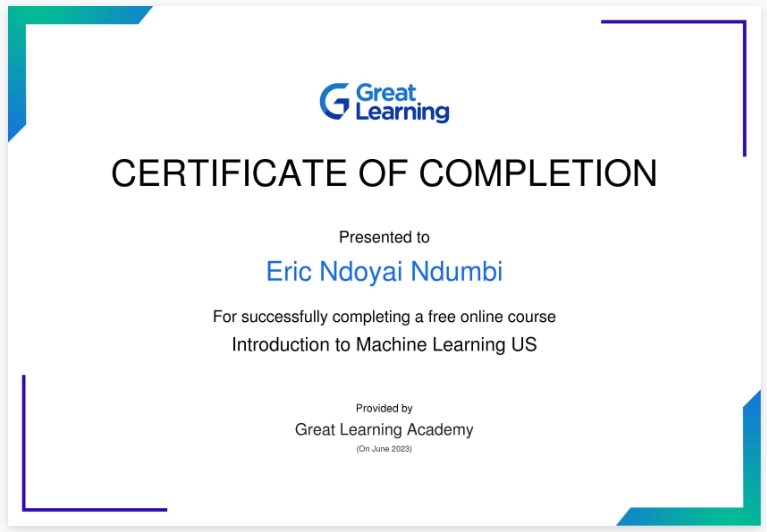 Great
Learning
CERTIFICATE OF COMPLETION
Presented to
Eric Ndoyai Ndumbi
For successfully completing a free online course
Introduction to Machine Learning US
Provided by
Great Learning Academy
(On June 2023)